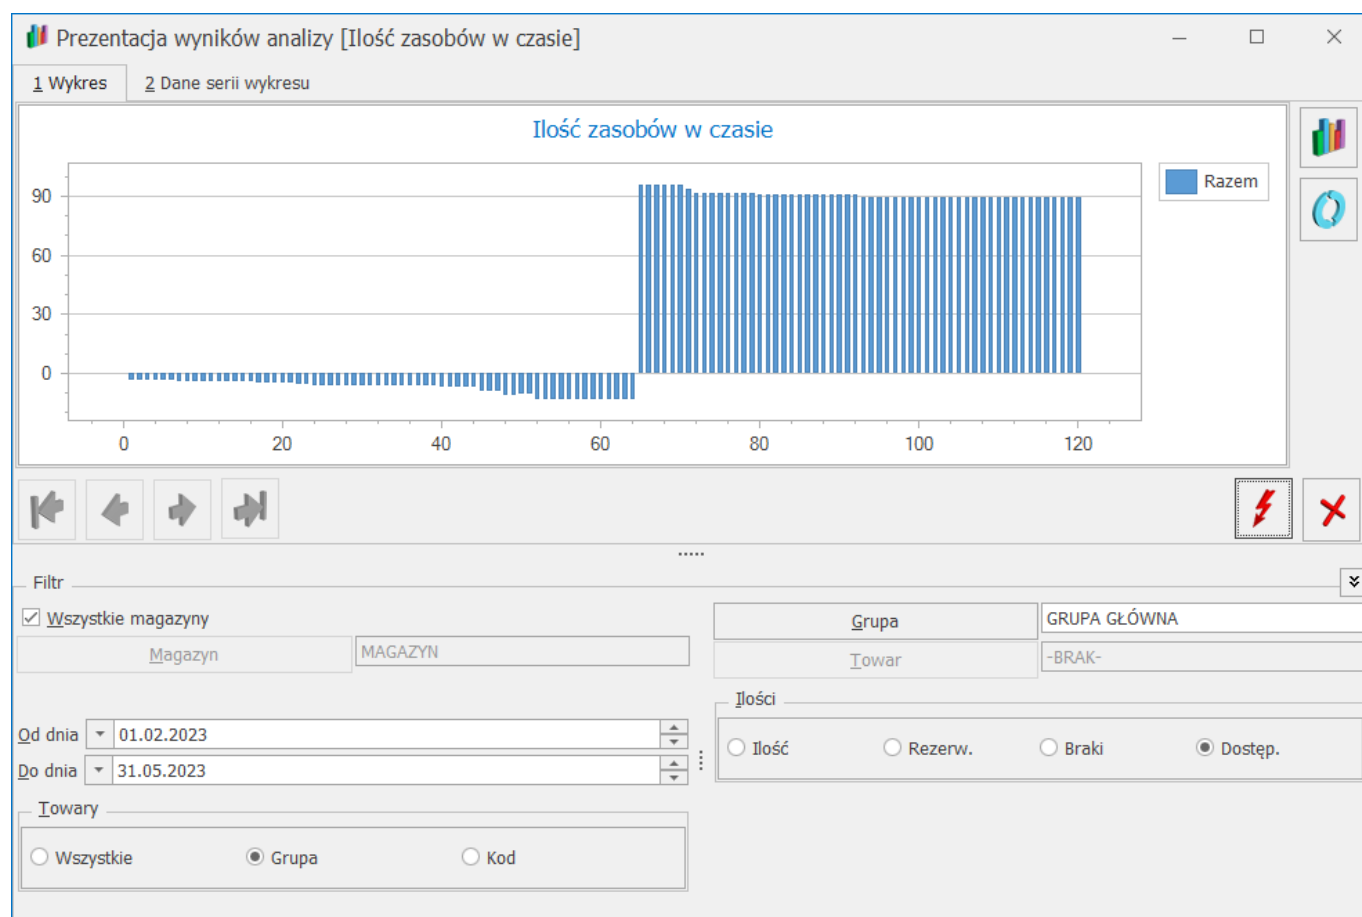 Prezentacja wyników analizy [Ilość zasobów w czasie]
1 Wykres
2 Dane serii wykresu
Ilość zasobów w czasie
Razem
90
60
30
0
0 20 40 60 80 100 120
Filtr
Wszystkie magazyny
Magazyn
MAGAZYN
Grupa
GRUPA GŁÓWNA
Towar
-BRAK-
Od dnia
01.02.2023
Do dnia
31.05.2023
Ilości
Ilość
Rezerw.
Braki
Dostęp.
Towary
Wszystkie
Grupa
Kod